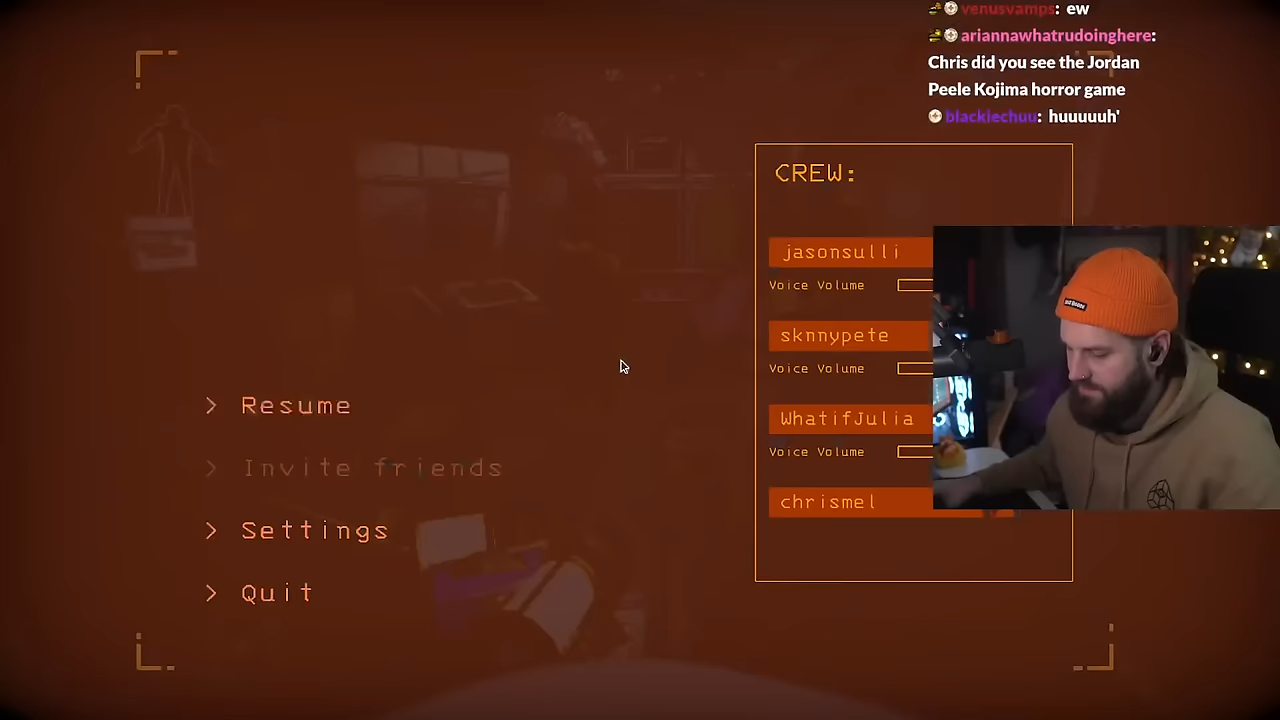 venusvamps: ew
ariannawhatrudoinghere:
Chris did you see the Jordan
Peele Kojima horror game
blackiechuu: huuuuuh'
CREW:
jasonsulli
Voice Volume
sknnypete
Voice Volume
WhatifJulia
Voice Volume
chrismel
> Resume
> Invite friends
> Settings
> Quit